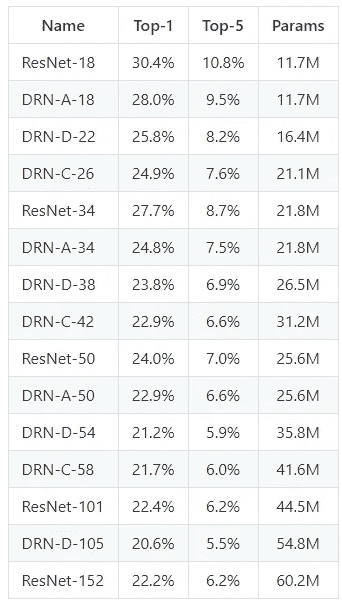 Name Top-1 Top-5 Params
ResNet-18 30.4% 10.8% 11.7M
DRN-A-18 28.0% 9.5% 11.7M
DRN-D-22 25.8% 8.2% 16.4M
DRN-C-26 24.9% 7.6% 21.1M
ResNet-34 27.7% 8.7% 21.8M
DRN-A-34 24.8% 7.5% 21.8M
DRN-D-38 23.8% 6.9% 26.5M
DRN-C-42 22.9% 6.6% 31.2M
ResNet-50 24.0% 7.0% 25.6M
DRN-A-50 22.9% 6.6% 25.6M
DRN-D-54 21.2% 5.9% 35.8M
DRN-C-58 21.7% 6.0% 41.6M
ResNet-101 22.4% 6.2% 44.5M
DRN-D-105 20.6% 5.5% 54.8M
ResNet-152 22.2% 6.2% 60.2M